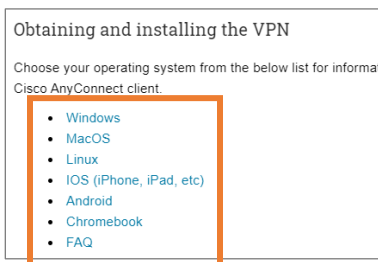 Obtaining and installing the VPN
Choose your operating system from the below list for
Cisco AnyConnect client.
Windows
MacOS
Linux
IOS (iPhone, iPad, etc)
Android
Chromebook
FAQ